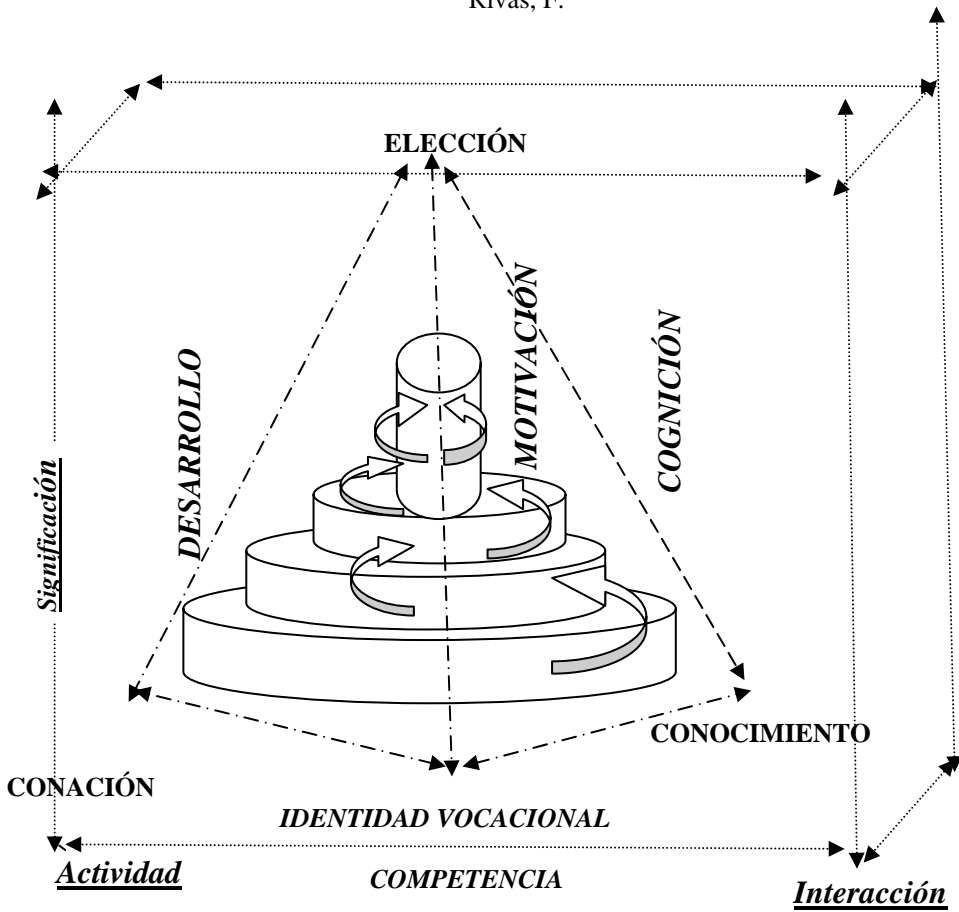 Rivas, F.
ELECCIÓN
DESARROLLO
MOTIVACIÓN
COGNICIÓN
Significación
CONOCIMIENTO
CONACIÓN
IDENTIDAD VOCACIONAL
Actividad
COMPETENCIA
Interacción